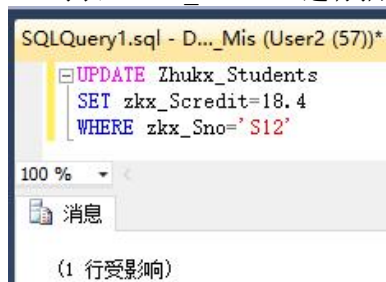 SQLQuery1.sql - D..._Mis (User2 (57))*
UPDATE Zhukx_Students
SET zkx_Scredit=18.4
WHERE zkx_Sno='S12'
100 %
消息
(1 行受影响)